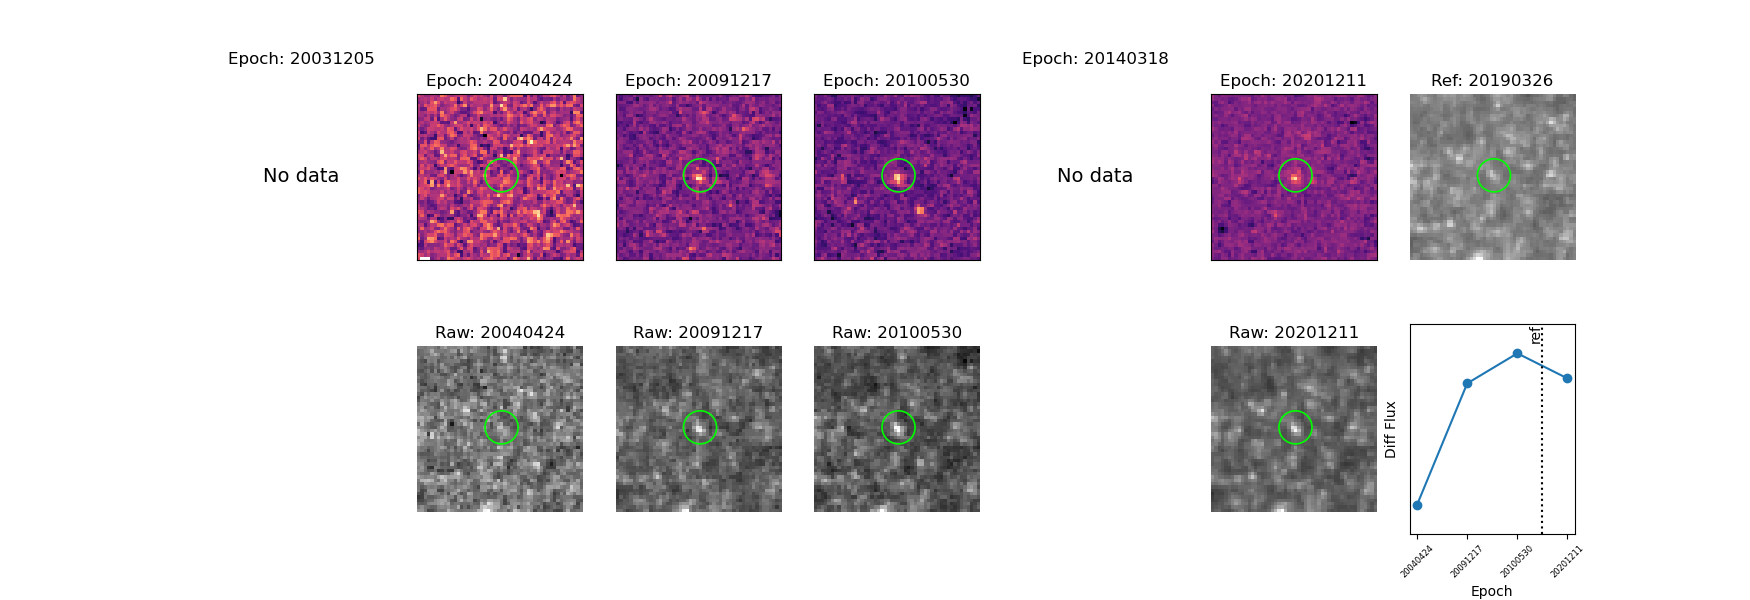 Epoch: 20031205
Epoch: 20140318
Epoch: 20040424
Epoch: 20091217
Epoch: 20100530
Epoch: 20201211
Ref: 20190326
No data
No data
Raw: 20040424
Raw: 20091217
Raw: 20100530
Raw: 20201211
ref
Diff Flux
20040424
20091217
20100530
20201211
Epoch